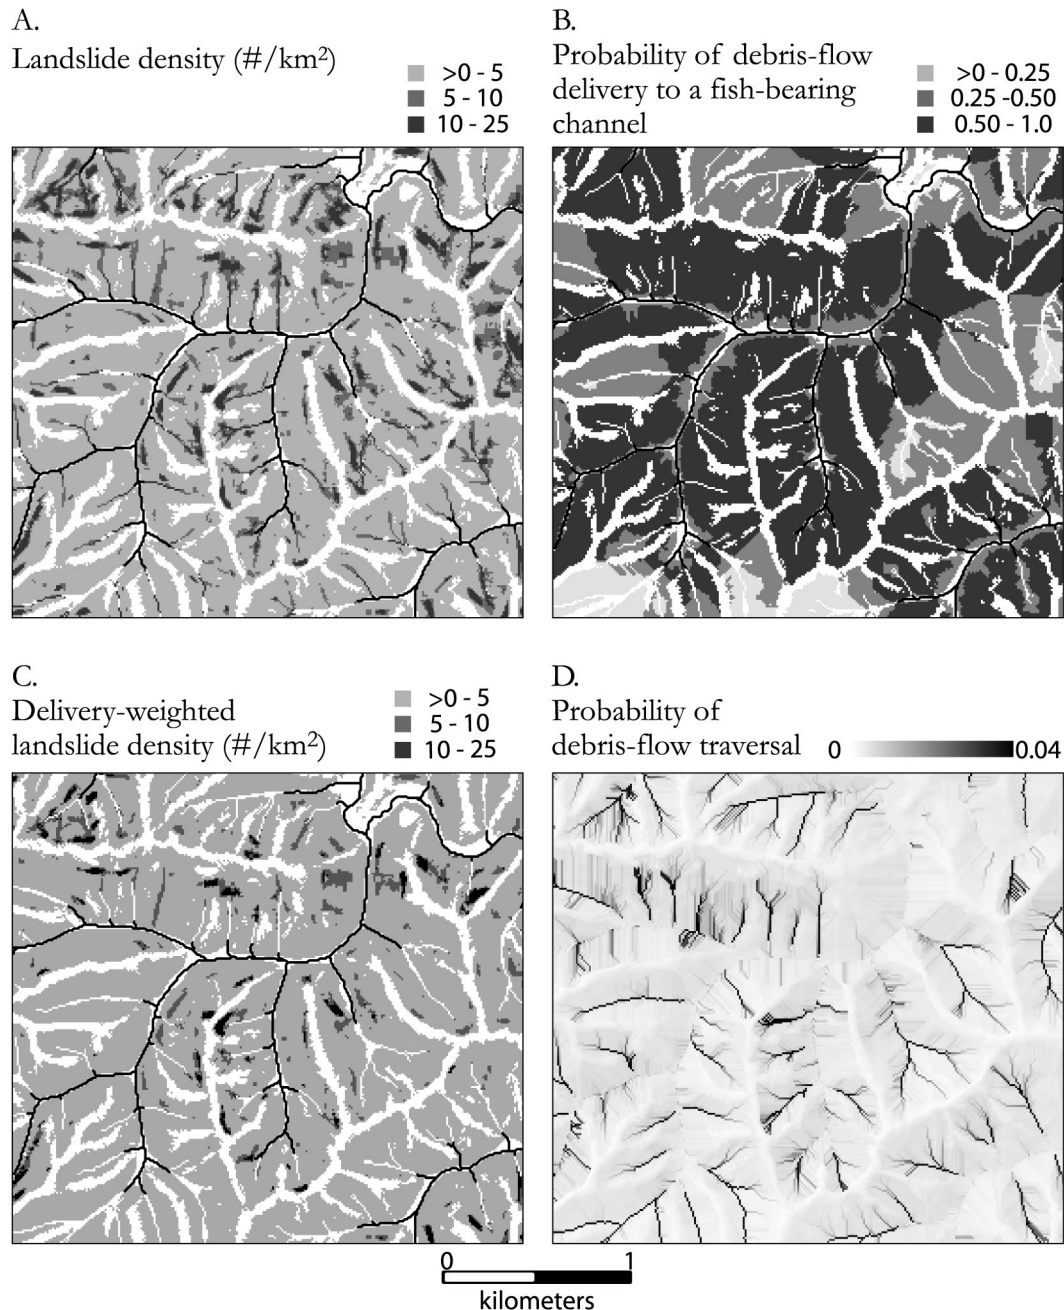 A.
Landslide density (#/km²)
>0 - 5
5 - 10
10 - 25
B.
Probability of debris-flow
delivery to a fish-bearing
channel
>0 - 0.25
0.25 -0.50
0.50 - 1.0
C.
Delivery-weighted
landslide density (#/km²)
>0 - 5
5 - 10
10 - 25
D.
Probability of
debris-flow traversal
0 0.04
0 1
kilometers